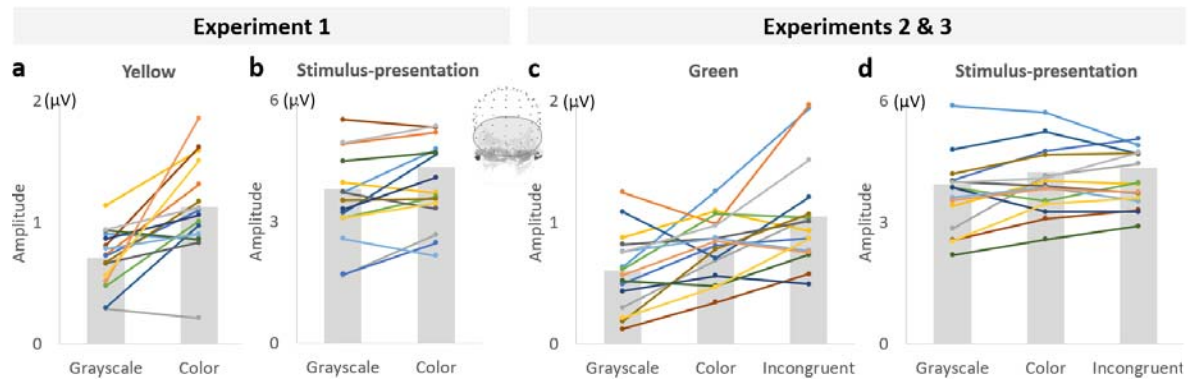 Experiment 1
Experiments 2 & 3
a
Yellow
b
Stimulus-presentation
c
Green
d
Stimulus-presentation
2 (μV)
6 (μV)
2 (μV)
6 (μV)
Amplitude
1
Amplitude
3
Amplitude
1
Amplitude
3
0
0
0
0
Grayscale Color
Grayscale Color
Grayscale Color Incongruent
Grayscale Color Incongruent